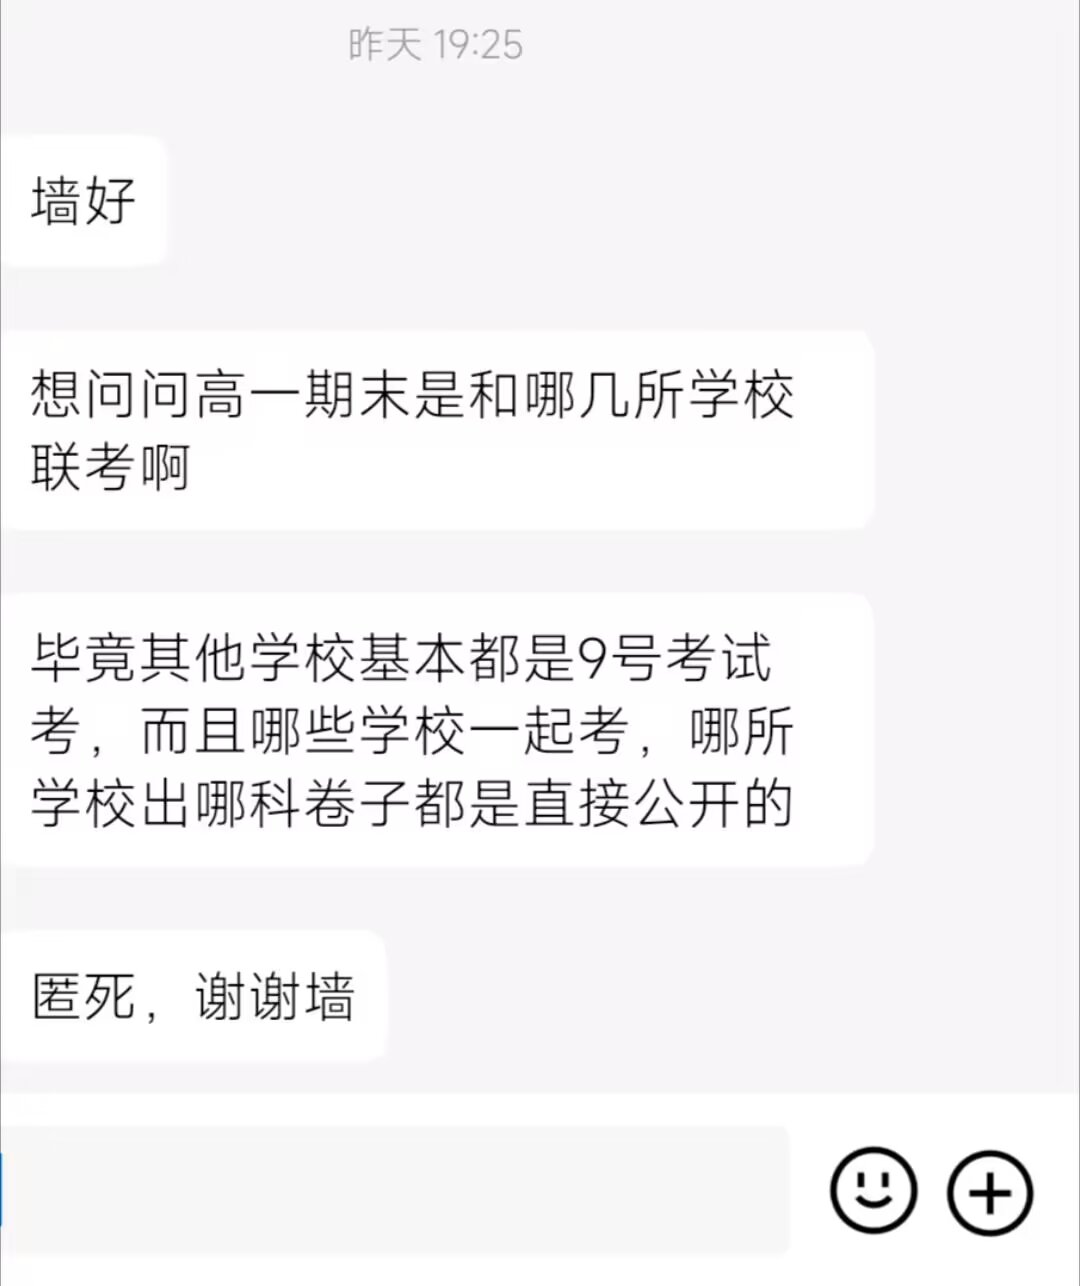 昨天 19:25
墙好
想问问高一期末是和哪几所学校
联考啊
毕竟其他学校基本都是9号考试
考，而且哪些学校一起考，哪所
学校出哪科卷子都是直接公开的
匿死，谢谢墙